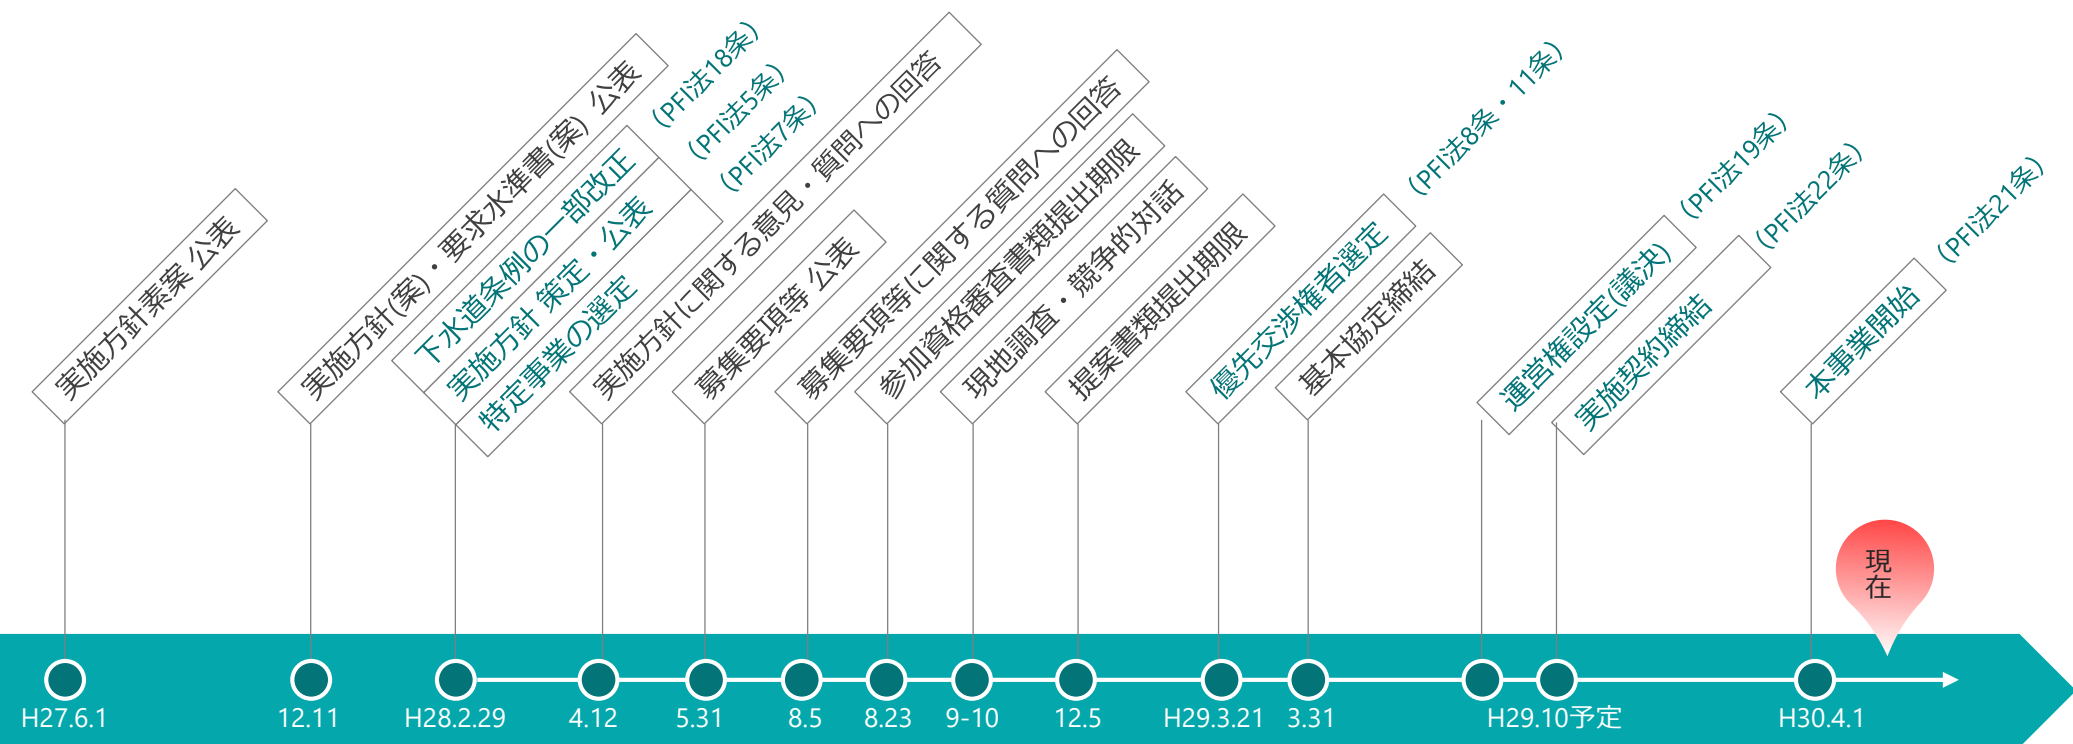 実施方針素案 公表
実施方針(案)・要求水準書(案) 公表
下水道条例の一部改正
(PFI法18条)
実施方針 策定・公表
(PFI法5条)
特定事業の選定
(PFI法7条)
実施方針に関する意見・質問への回答
募集要項等 公表
募集要項等に関する質問への回答
参加資格審査書類提出期限
現地調査・競争的対話
提案書類提出期限
優先交渉権者選定
(PFI法8条・11条)
基本協定締結
運営権設定(議決)
(PFI法19条)
実施契約締結
(PFI法22条)
本事業開始
(PFI法21条)
現在
H27.6.1
12.11
H28.2.29
4.12
5.31
8.5
8.23
9-10
12.5
H29.3.21
3.31
H29.10予定
H30.4.1